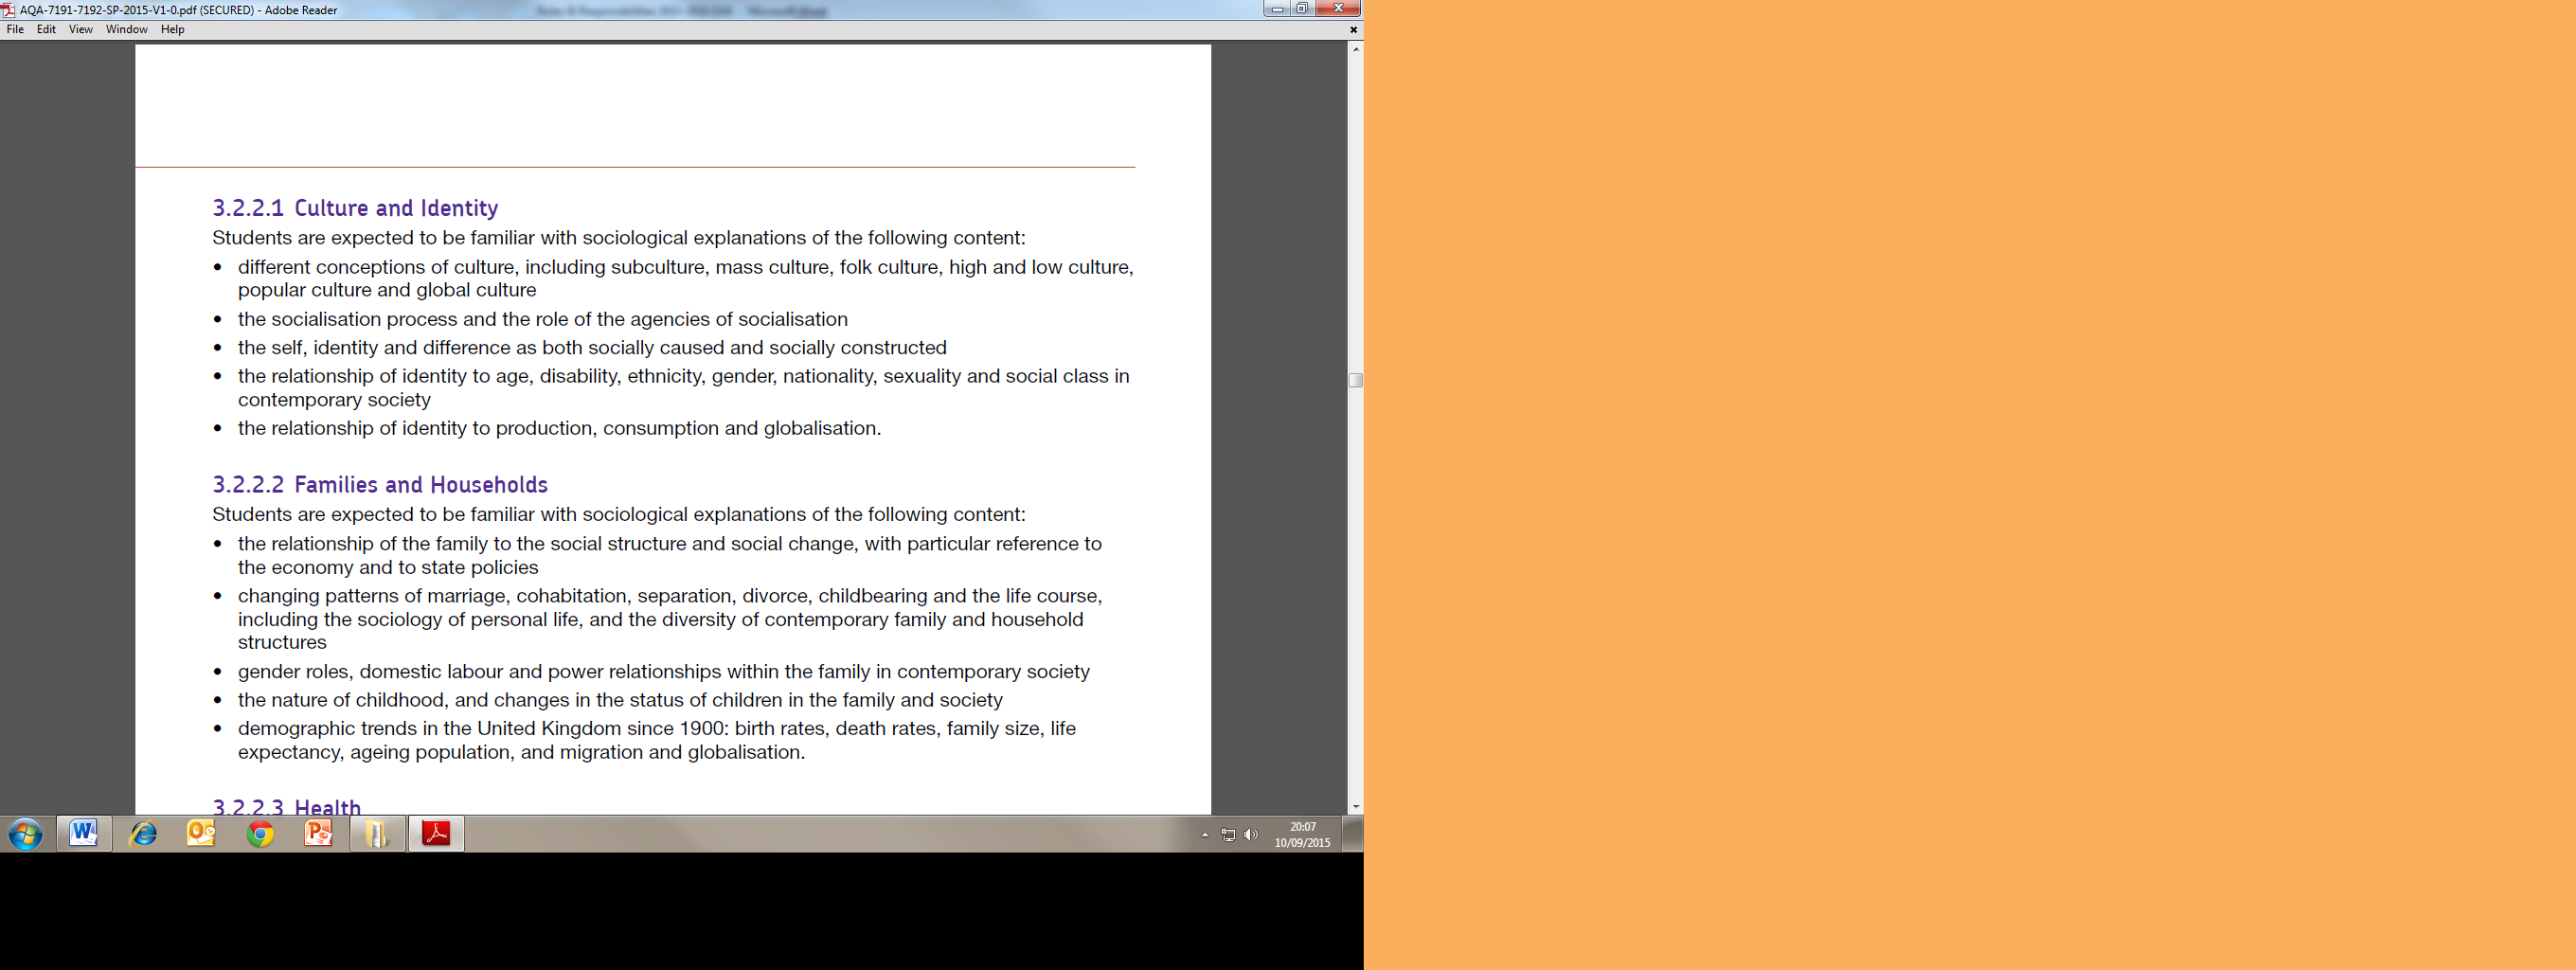 AQA-7191-7192-SP-2015-V1-0.pdf (SECURED) - Adobe Reader
File Edit View Window Help
3.2.2.1 Culture and Identity
Students are expected to be familiar with sociological explanations of the following content:
• different conceptions of culture, including subculture, mass culture, folk culture, high and low culture,
popular culture and global culture
• the socialisation process and the role of the agencies of socialisation
• the self, identity and difference as both socially caused and socially constructed
• the relationship of identity to age, disability, ethnicity, gender, nationality, sexuality and social class in
contemporary society
• the relationship of identity to production, consumption and globalisation.
3.2.2.2 Families and Households
Students are expected to be familiar with sociological explanations of the following content:
• the relationship of the family to the social structure and social change, with particular reference to
the economy and to state policies
• changing patterns of marriage, cohabitation, separation, divorce, childbearing and the life course,
including the sociology of personal life, and the diversity of contemporary family and household
structures
• gender roles, domestic labour and power relationships within the family in contemporary society
• the nature of childhood, and changes in the status of children in the family and society
• demographic trends in the United Kingdom since 1900: birth rates, death rates, family size, life
expectancy, ageing population, and migration and globalisation.
3.2.2.3 Health
20:07
10/09/2015